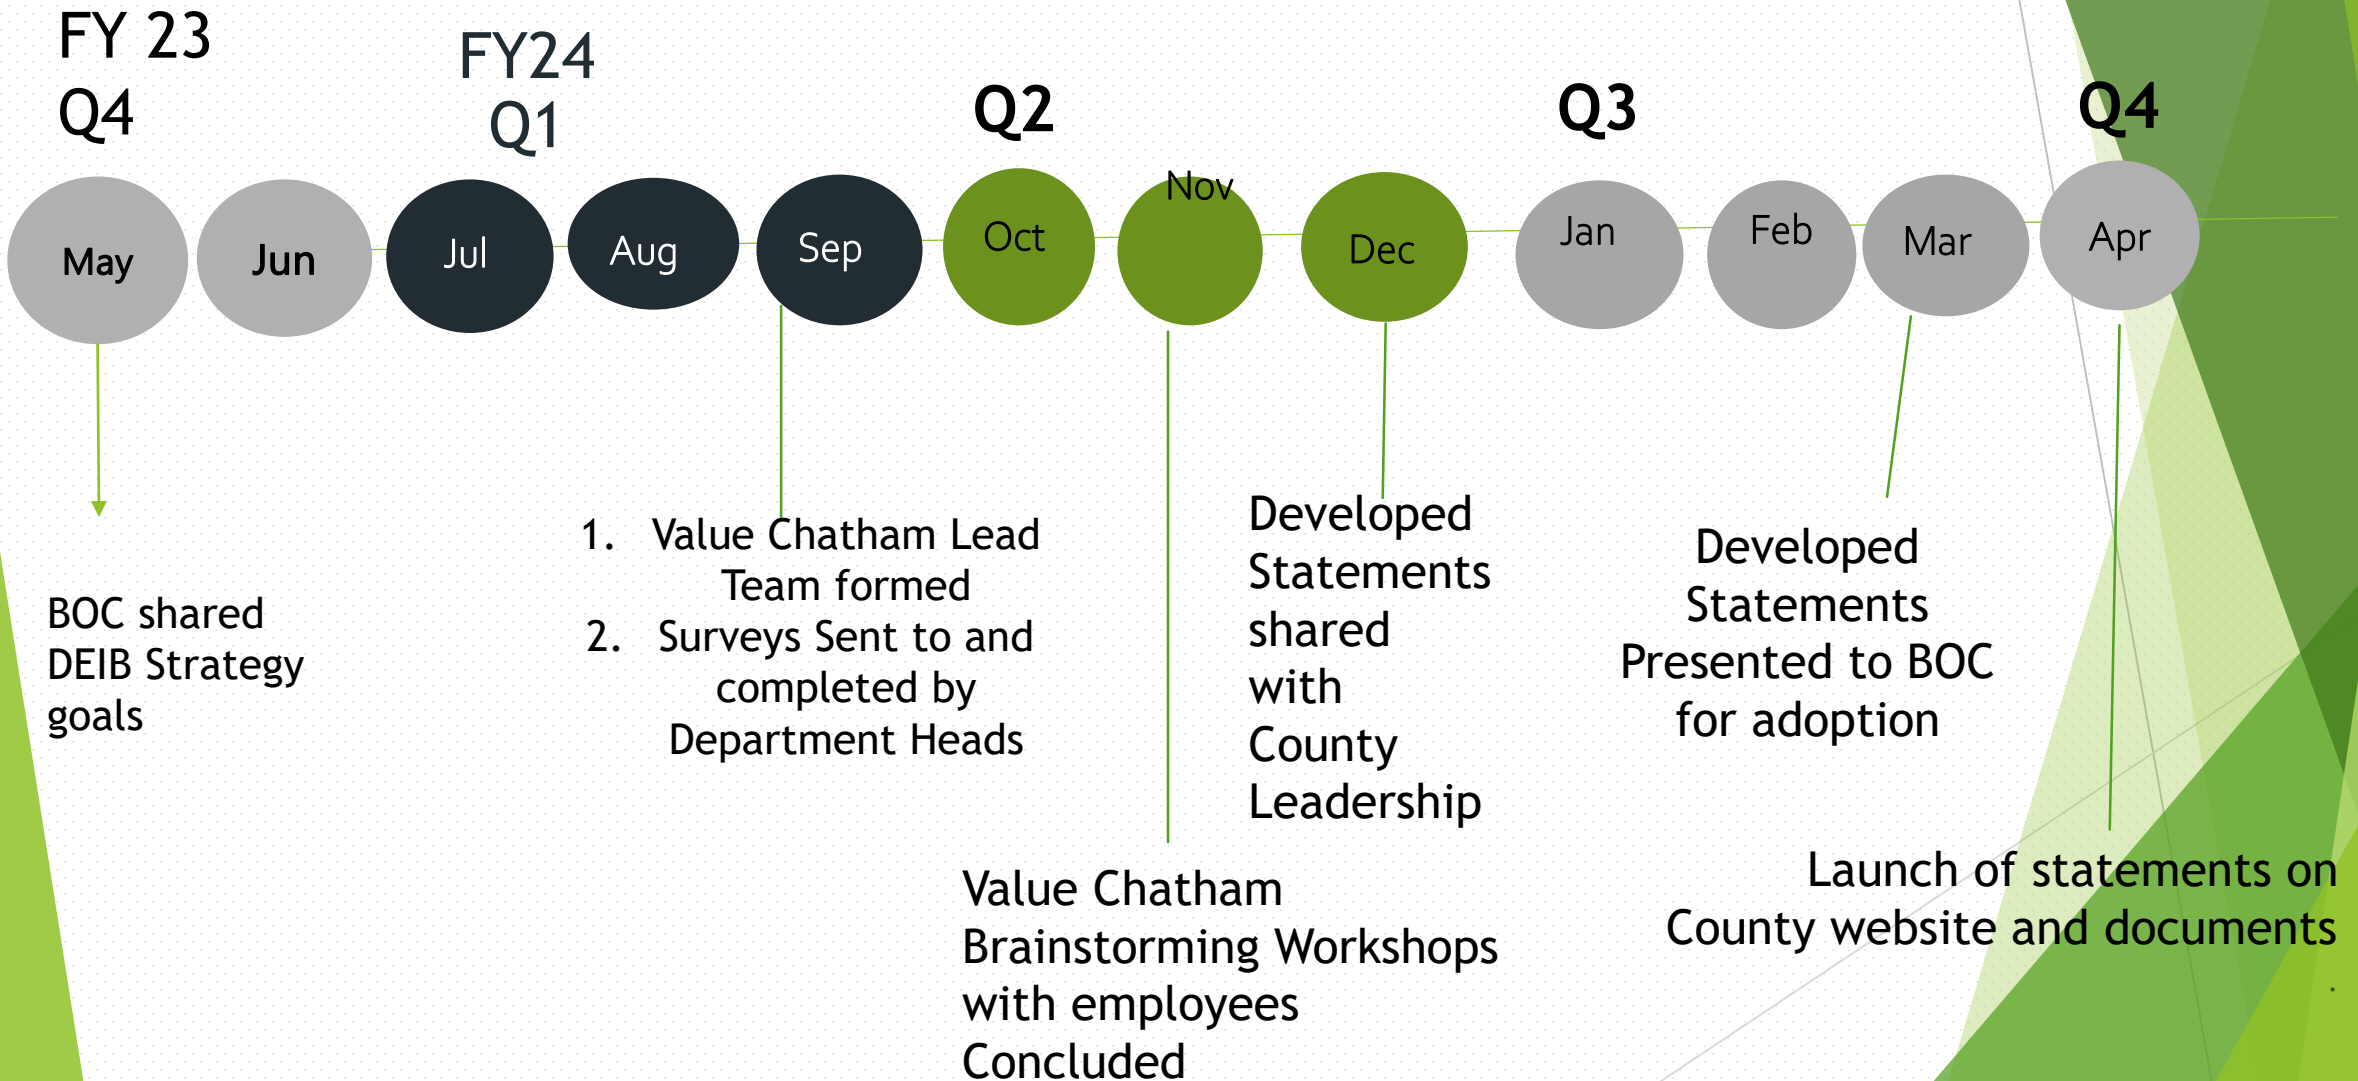 FY 23
Q4
FY24
Q1
Q2
Q3
Q4
May
Jun
Jul
Aug
Sep
Oct
Nov
Dec
Jan
Feb
Mar
Apr
BOC shared
DEIB Strategy
goals
1. Value Chatham Lead
Team formed
2. Surveys Sent to and
completed by
Department Heads
Value Chatham
Brainstorming Workshops
with employees
Concluded
Developed
Statements
shared
with
County
Leadership
Developed
Statements
Presented to BOC
for adoption
Launch of statements on
County website and documents
.